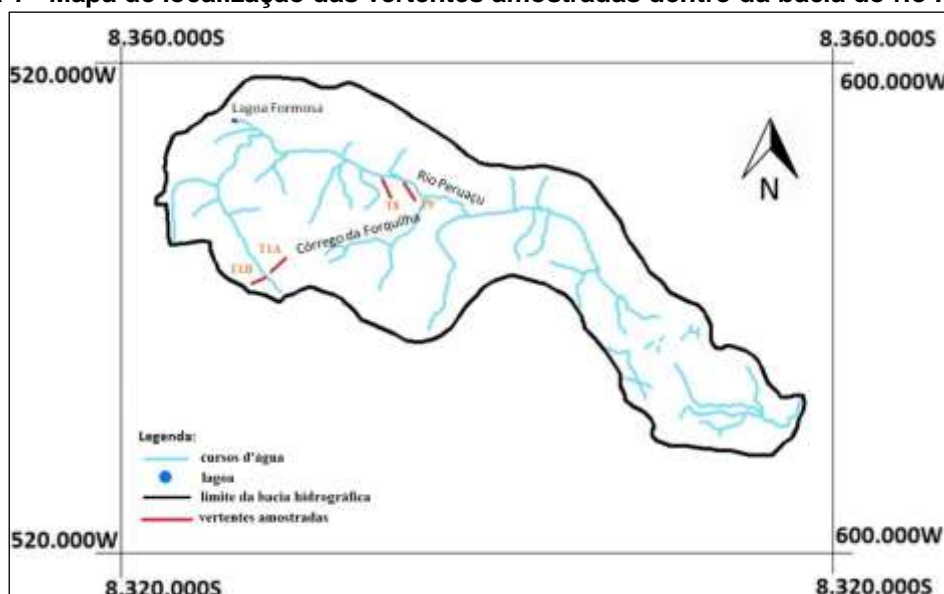 Mapa de localização das vertentes amostradas dentro da bacia do rio
8.360.000S 8.360.000S
520.000W 600.000W
Lagoa Formosa
Rio Peruaçu
N
T8 T9
Córrego da Forquilha
T1A
T1B
Legenda:
cursos d'água
lagoa
limite da bacia hidrográfica
vertentes amostradas
520.000W 600.000W
8.320.000S 8.320.000S